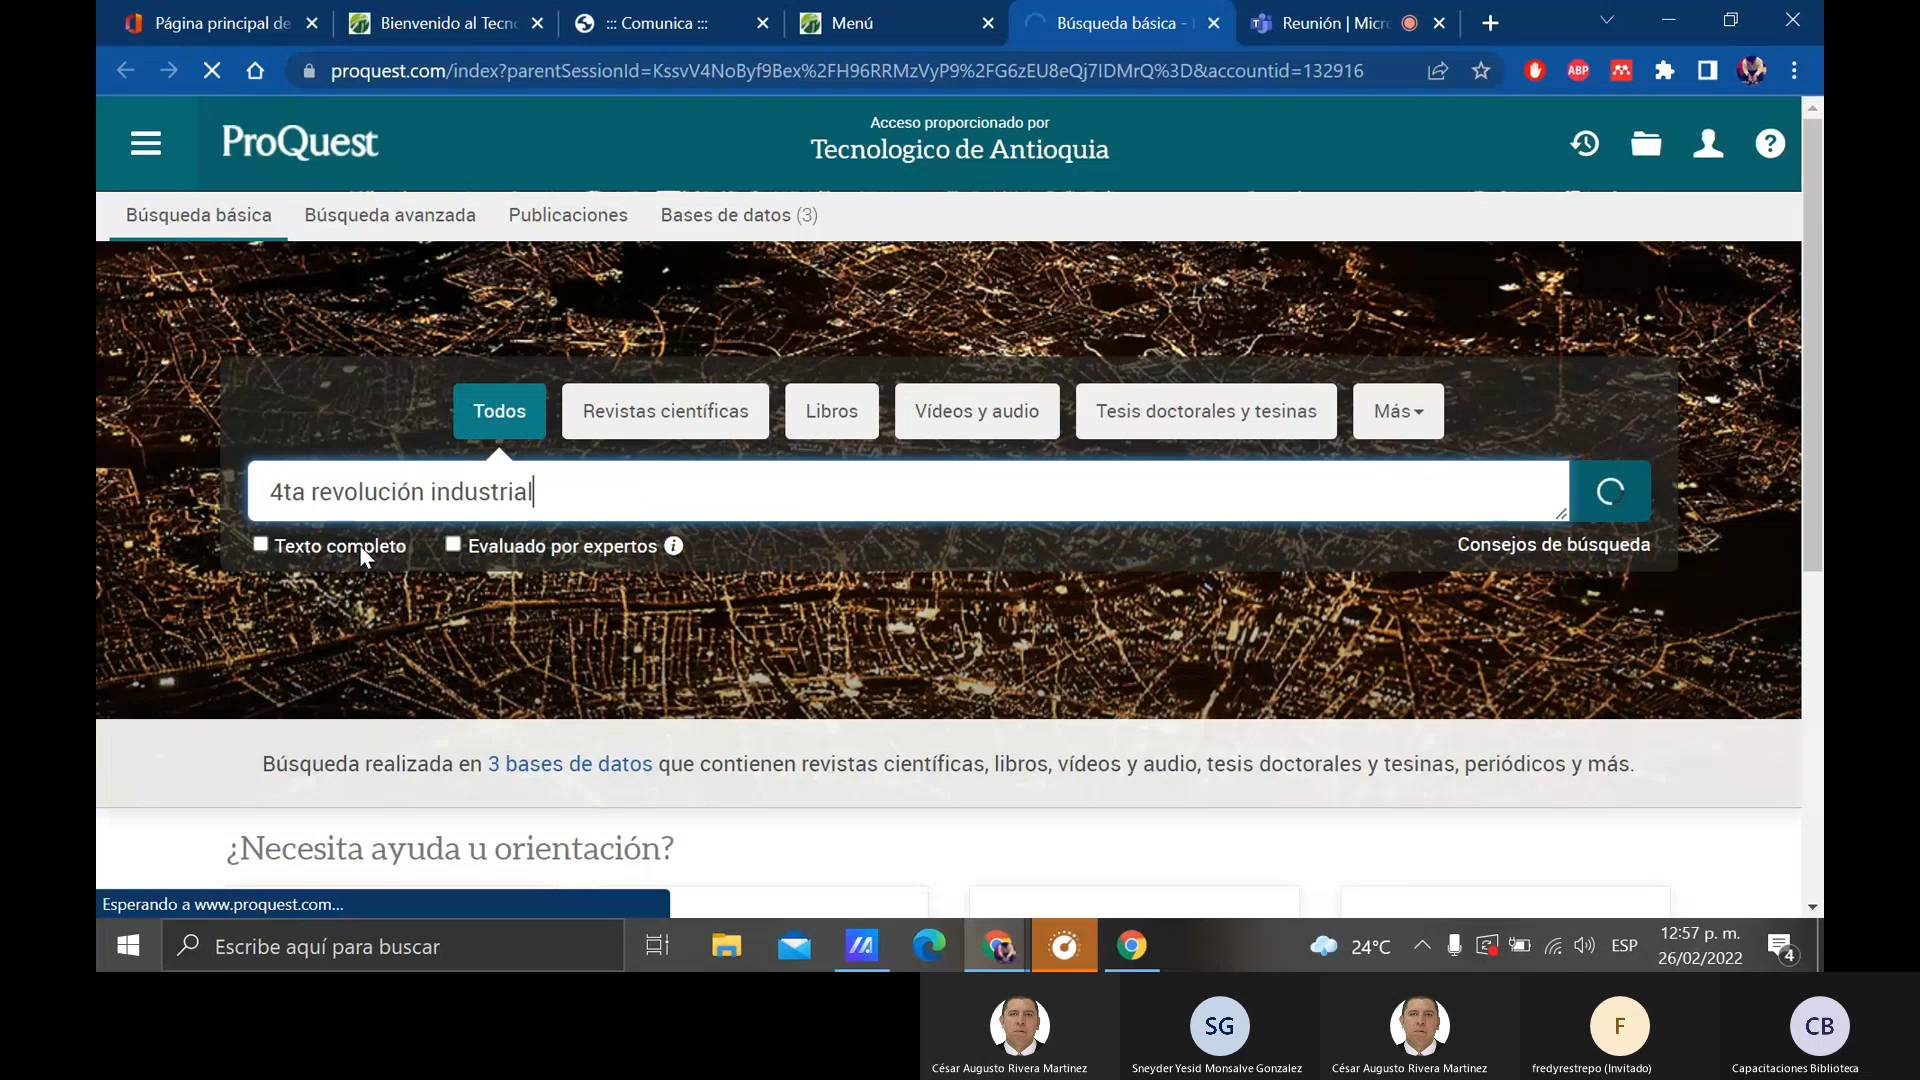 Página principal de
Bienvenido al Tecno
::: Comunica :::
Menú
Búsqueda básica -
Reunión | Micr
proquest.com/index?parentSessionId=KssvV4NoByf9Bex%2FH96RRMzVyP9%2FG6zEU8eQj7IDMrQ%3D&accountid=132916
ABP
ProQuest
Acceso proporcionado por
Tecnologico de Antioquia
Búsqueda básica
Búsqueda avanzada
Publicaciones
Bases de datos (3)
Todos
Revistas científicas
Libros
Vídeos y audio
Tesis doctorales y tesinas
Más
4ta revolución industrial
Texto completo
Evaluado por expertos
Consejos de búsqueda
Búsqueda realizada en 3 bases de datos que contienen revistas científicas, libros, vídeos y audio, tesis doctorales y tesinas, periódicos y más.
¿Necesita ayuda u orientación?
Esperando a www.proquest.com...
Escribe aquí para buscar
24°C
ESP
12:57 p. m.
26/02/2022
4
SG
F
CB
César Augusto Rivera Martinez
Sneyder Yesid Monsalve Gonzalez
César Augusto Rivera Martinez
fredyrestrepo (Invitado)
Capacitaciones Biblioteca